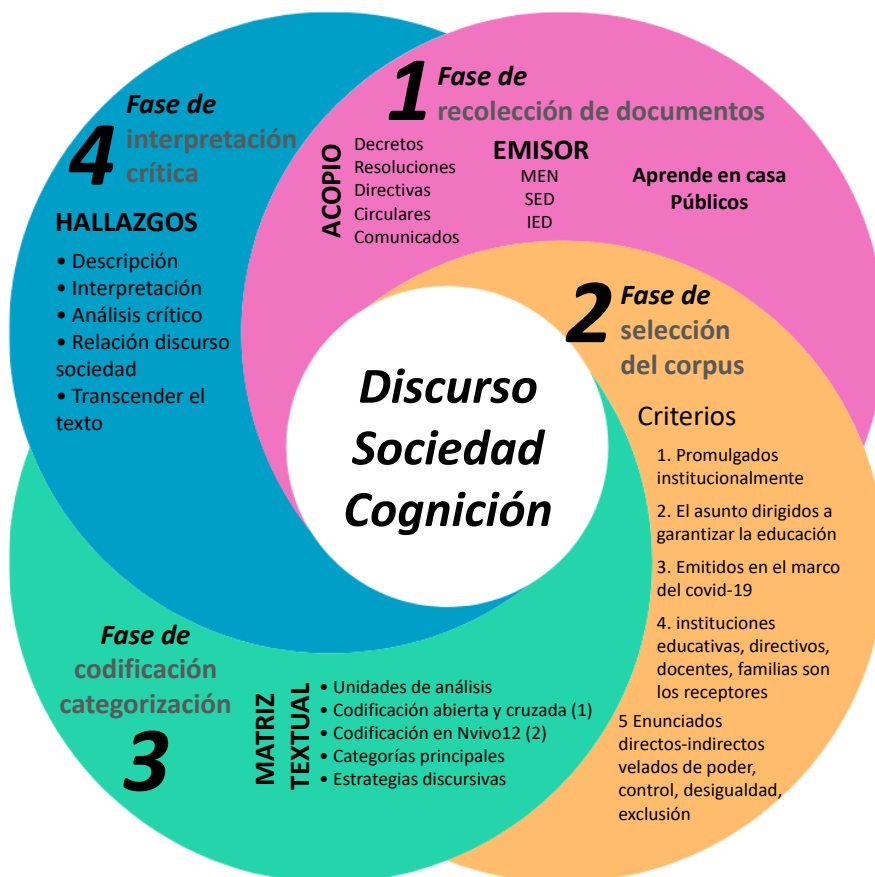 1
Fase de
recolección de documentos
ACOPIO
Decretos
Resoluciones
Directivas
Circulares
Comunicados
EMISOR
MEN
SED
IED
Aprende en casa
Públicos
2
Fase de
selección
del corpus
Criterios
1. Promulgados
institucionalmente
2. El asunto dirigidos a
garantizar la educación
3. Emitidos en el marco
del covid-19
4. instituciones
educativas, directivos,
docentes, familias son
los receptores
5 Enunciados
directos-indirectos
velados de poder,
control, desigualdad,
exclusión
Fase de
codificación
categorización
3
MATRIZ
TEXTUAL
• Unidades de análisis
• Codificación abierta y cruzada (1)
• Codificación en Nvivo12 (2)
• Categorías principales
• Estrategias discursivas
4
Fase de
interpretación
crítica
HALLAZGOS
• Descripción
• Interpretación
• Análisis crítico
• Relación discurso
sociedad
• Transcender el
texto
Discurso
Sociedad
Cognición